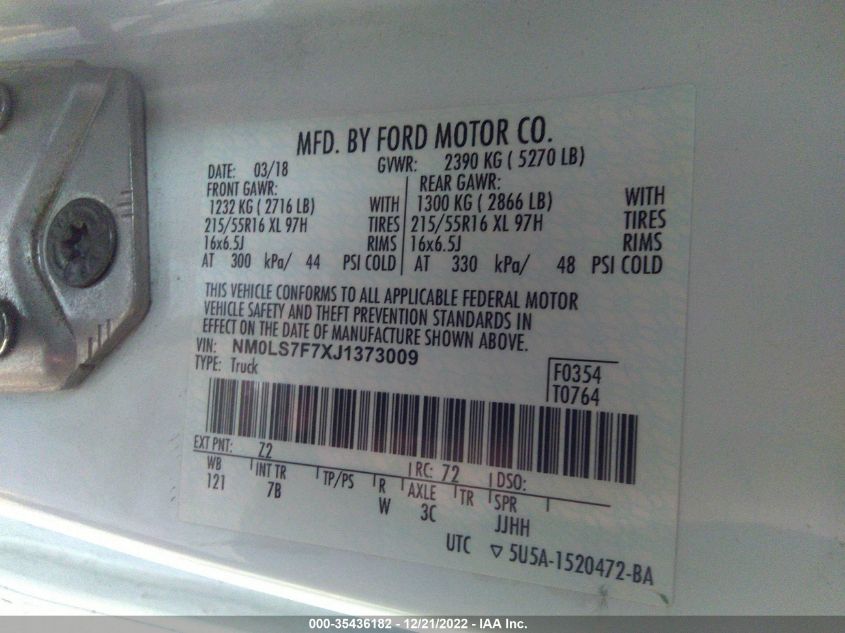 MFD. BY FORD MOTOR CO.
DATE: 03/18 GVWR: 2390 KG ( 5270 LB)
FRONT GAWR: REAR GAWR:
1232 KG ( 2716 LB) WITH 1300 KG ( 2866 LB) WITH
215/55R16 XL 97H TIRES 215/55R16 XL 97H TIRES
16x6.5J RIMS 16x6.5J RIMS
AT 300 kPa/ 44 PSI COLD AT 330 kPa/ 48 PSI COLD
THIS VEHICLE CONFORMS TO ALL APPLICABLE FEDERAL MOTOR
VEHICLE SAFETY AND THEFT PREVENTION STANDARDS IN
EFFECT ON THE DATE OF MANUFACTURE SHOWN ABOVE.
VIN: NM0LS7F7XJ1373009
TYPE: Truck
F0354
T0764
EXT PNT: Z2 RC: 72 DSO:
WB INT TR TP/PS R AXLE TR SPR
121 7B W 3C JJHH
UTC ▽ 5U5A-1520472-BA
000-35436182 - 12/21/2022 - IAA Inc.